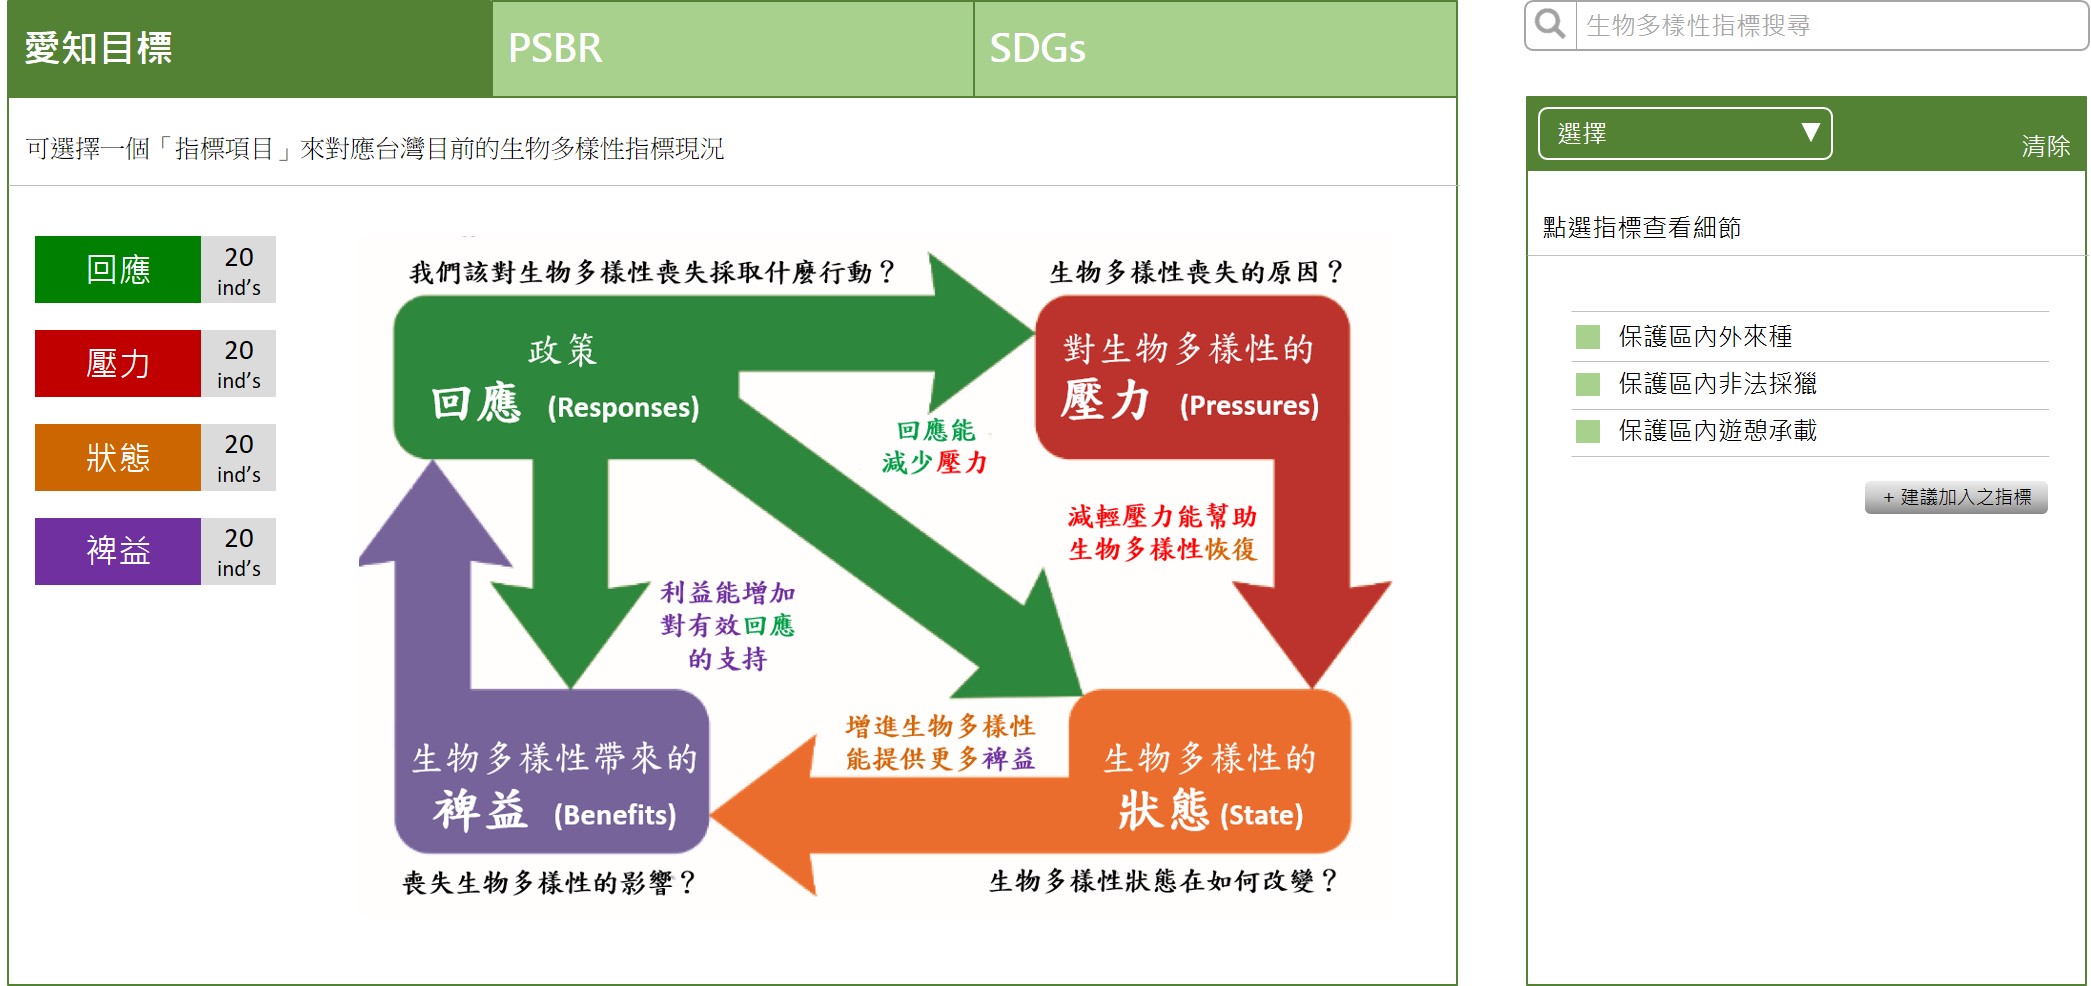 愛知目標
PSBR
SDGs
生物多樣性指標搜尋
可選擇一個「指標項目」來對應台灣目前的生物多樣性指標現況
選擇
▼
清除
點選指標查看細節
回應
20
ind's
壓力
20
ind's
狀態
20
ind's
裨益
20
ind's
我們該對生物多樣性喪失採取什麼行動？
生物多樣性喪失的原因？
政策
回應 (Responses)
對生物多樣性的
壓力 (Pressures)
回應能
減少壓力
減輕壓力能幫助
生物多樣性恢復
利益能增加
對有效回應
的支持
增進生物多樣性
能提供更多裨益
生物多樣性帶來的
裨益 (Benefits)
生物多樣性的
狀態 (State)
喪失生物多樣性的影響？
生物多樣性狀態在如何改變？
保護區內外來種
保護區內非法採獵
保護區內遊憩承載
+ 建議加入之指標